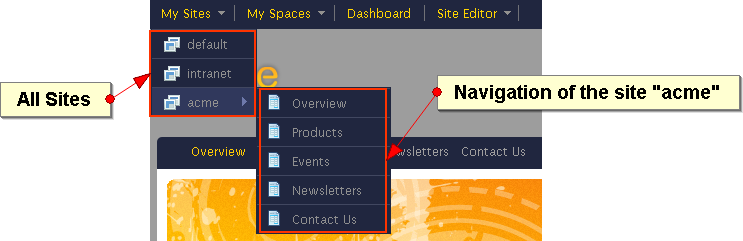 My Sites My Spaces Dashboard Site Editor
default
intranet
acme
All Sites
e
Navigation of the site "acme"
Overview
Products
Events
Newsletters
Contact Us
Overview wsletters Contact Us